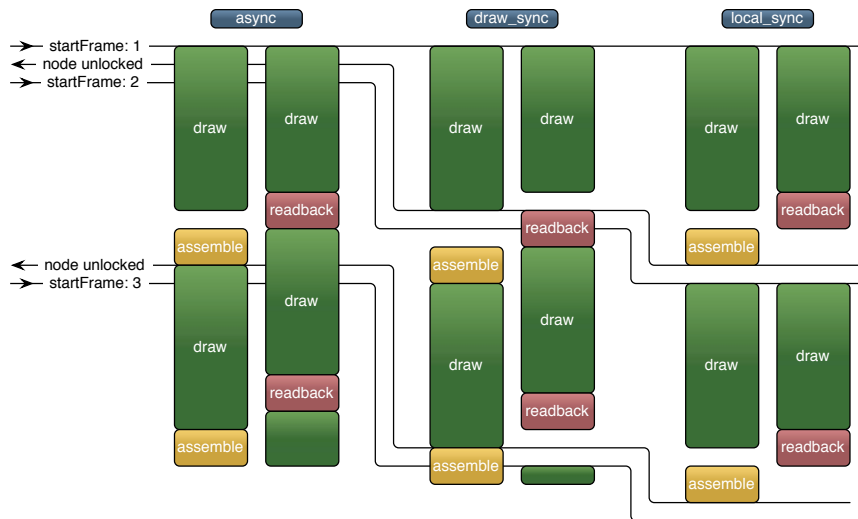 async
draw_sync
local_sync
startFrame: 1
node unlocked
startFrame: 2
draw
draw
draw
draw
draw
draw
readback
readback
readback
assemble
assemble
assemble
node unlocked
startFrame: 3
draw
draw
draw
draw
draw
draw
readback
readback
readback
assemble
assemble
assemble